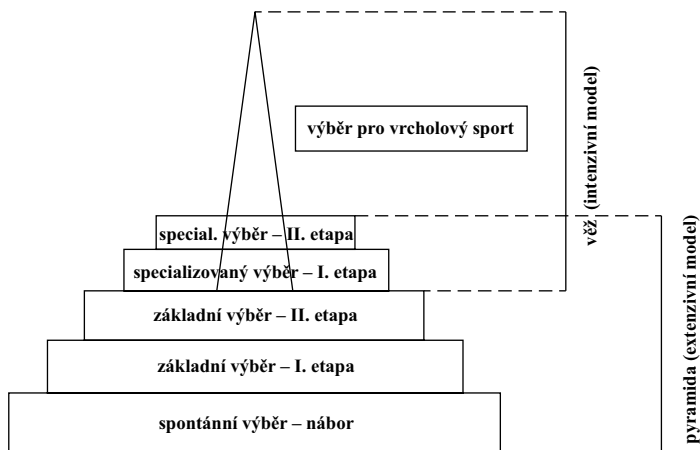 výběr pro vrcholový sport
special. výběr – II. etapa
specializovaný výběr – I. etapa
základní výběr – II. etapa
základní výběr – I. etapa
spontánní výběr – nábor
věž (intenzivní model)
pyramida (extenzivní model)